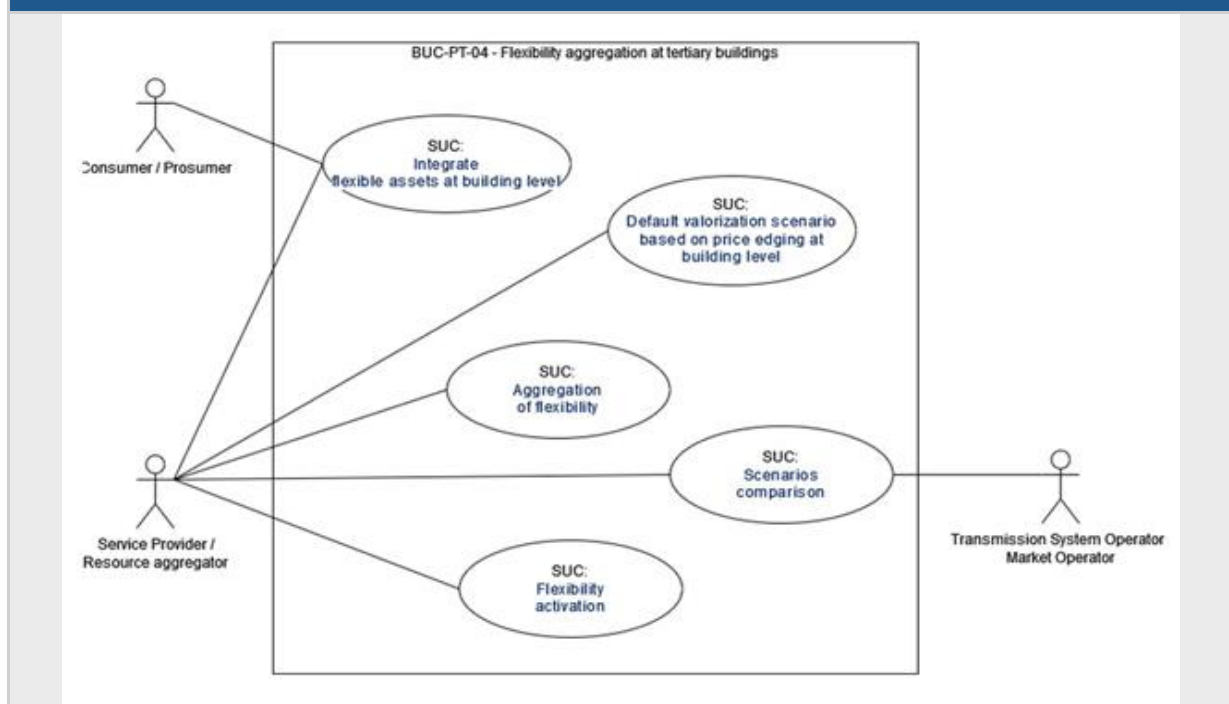 BUC-PT-04 - Flexibility aggregation at tertiary buildings
Consumer / Prosumer
SUC:
Integrate
flexible assets at building level
SUC:
Default valorization scenario
based on price edging at
building level
SUC:
Aggregation
of flexibility
SUC:
Scenarios
comparison
Service Provider /
Resource aggregator
Transmission System Operator
Market Operator
SUC:
Flexibility
activation